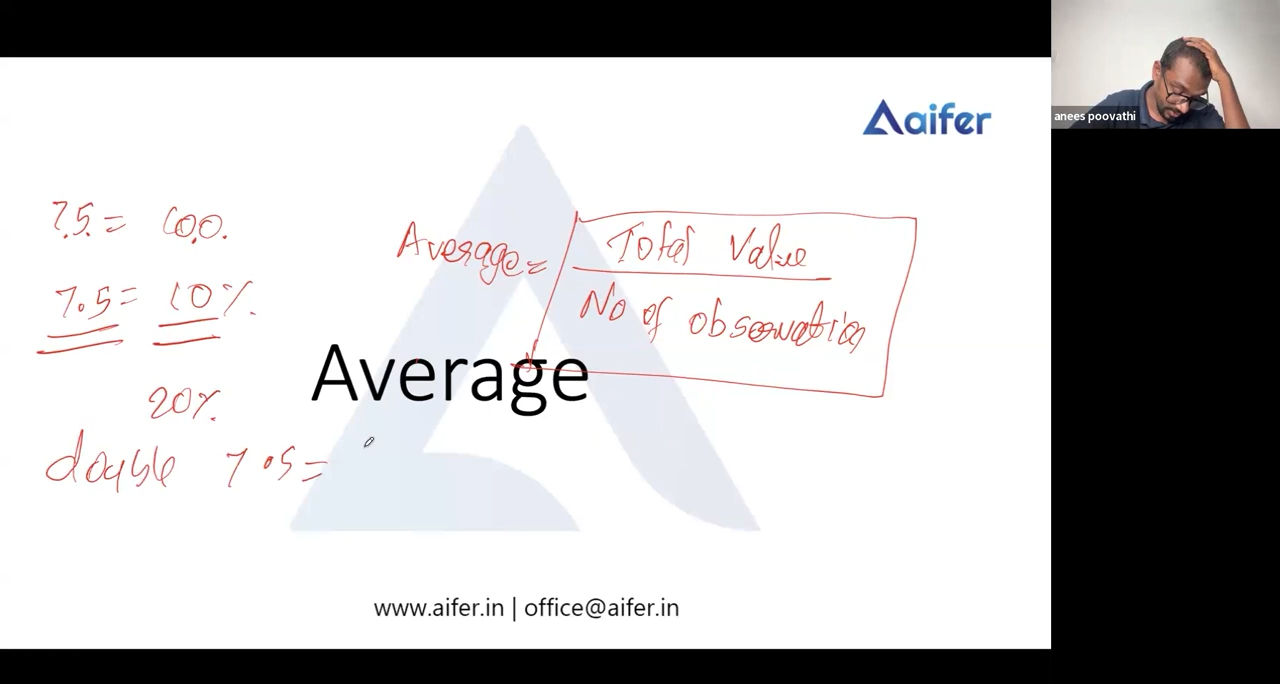 aifer
anees poovathi
7.5 = 100.
7.5 = 10%.
20%.
double 7.5 =
Average = Total Value
No of observation
Average
www.aifer.in | office@aifer.in